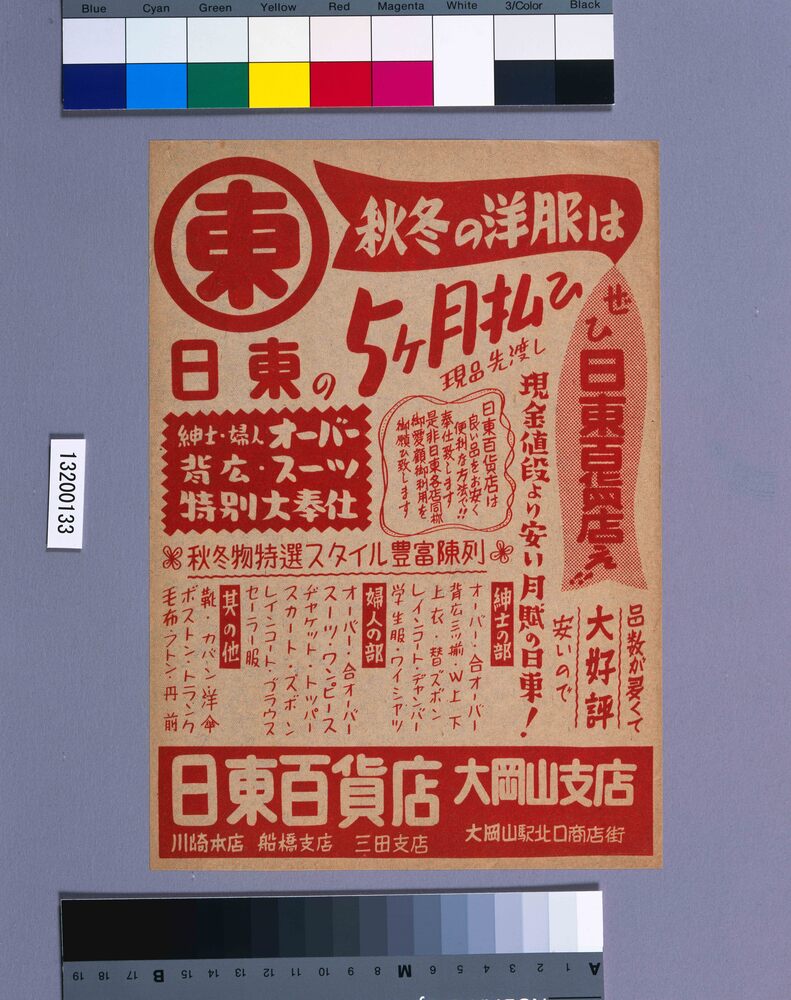 Blue Cyan Green Yellow Red Magenta White 3/Color Black
東
秋冬の洋服は
5ヶ月払ひ
現品先渡し
日東の
ぜひ
日東百貨店え!!!
紳士・婦人オーバー
背広・スーツ
特別大奉仕
日東百貨店は
良い品をお安く
便利な方法で!!
奉仕致します
是非日東各店同様
御愛顧御利用を
御願ひ致します
現金値段より安い月賦の日東!
秋冬物特選スタイル豊富陳列
品数が多くて
大好評
安いので
紳士の部
オーバー・合オーバー
背広三ッ揃・W上下
上衣・替ズボン
レインコート・ヂャンバー
学生服・ワイシャツ
婦人の部
オーバー・合オーバー
スーツ・ワンピース
ヂャケット・トッパー
スカート・ズボン
レインコート・ブラウス
セーラー服
其の他
靴・カバン・洋傘
ボストン・トランク
毛布・フトン・丹前
日東百貨店 大岡山支店
川崎本店 船橋支店 三田支店 大岡山駅北口商店街
13200133
A 1 2 3 4 5 6 M 8 9 10 11 12 13 14 15 B 17 18 19